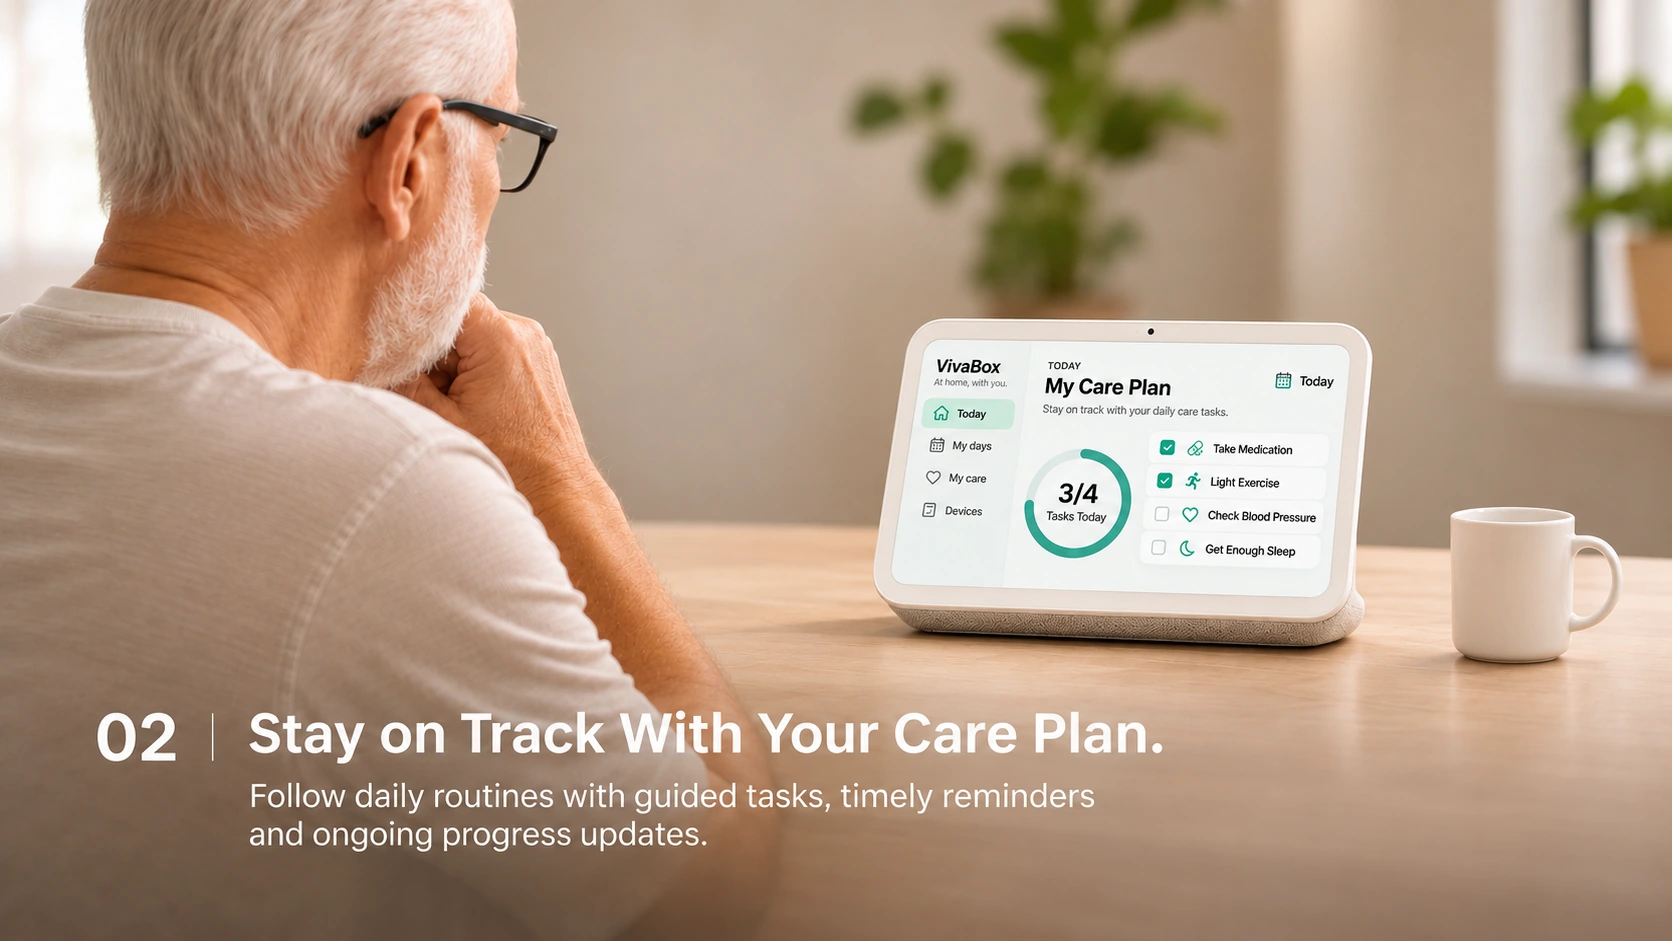 VivaBox
At home, with you.
Today
My days
My care
Devices
TODAY
My Care Plan
Stay on track with your daily care tasks.
Today
3/4
Tasks Today
Take Medication
Light Exercise
Check Blood Pressure
Get Enough Sleep
02
Stay on Track With Your Care Plan.
Follow daily routines with guided tasks, timely reminders
and ongoing progress updates.